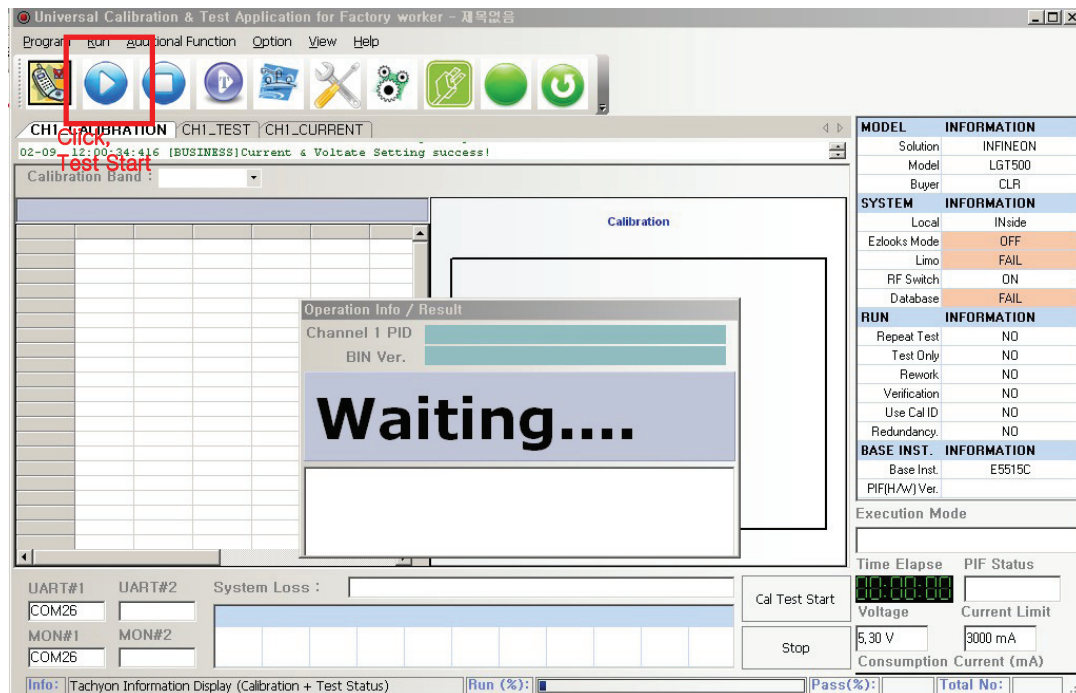 Universal Calibration & Test Application for Factory worker - 제목없음
Program Run Additional Function Option View Help
CH1_CALIBRATION CH1_TEST CH1_CURRENT
Click,
Test Start
02-09 12:00:34:416 [BUSINESS]Current & Voltate Setting success!
Calibration Band :
Calibration
Operation Info / Result
Channel 1 PID
BIN Ver.
Waiting....
MODEL INFORMATION
Solution INFINEON
Model LGT500
Buyer CLR
SYSTEM INFORMATION
Local INside
Ezlooks Mode OFF
Limo FAIL
RF Switch ON
Database FAIL
RUN INFORMATION
Repeat Test NO
Test Only NO
Rework NO
Verification NO
Use Cal ID NO
Redundancy. NO
BASE INST. INFORMATION
Base Inst. E5515C
PIF(H/W) Ver.
Execution Mode
Time Elapse PIF Status
00:00:00
Voltage Current Limit
5,30 V 3000 mA
Consumption Current (mA)
UART#1 UART#2 System Loss :
COM26
MON#1 MON#2
COM26
Cal Test Start
Stop
Info: Tachyon Information Display (Calibration + Test Status) Run (%): Pass(%): Total No: